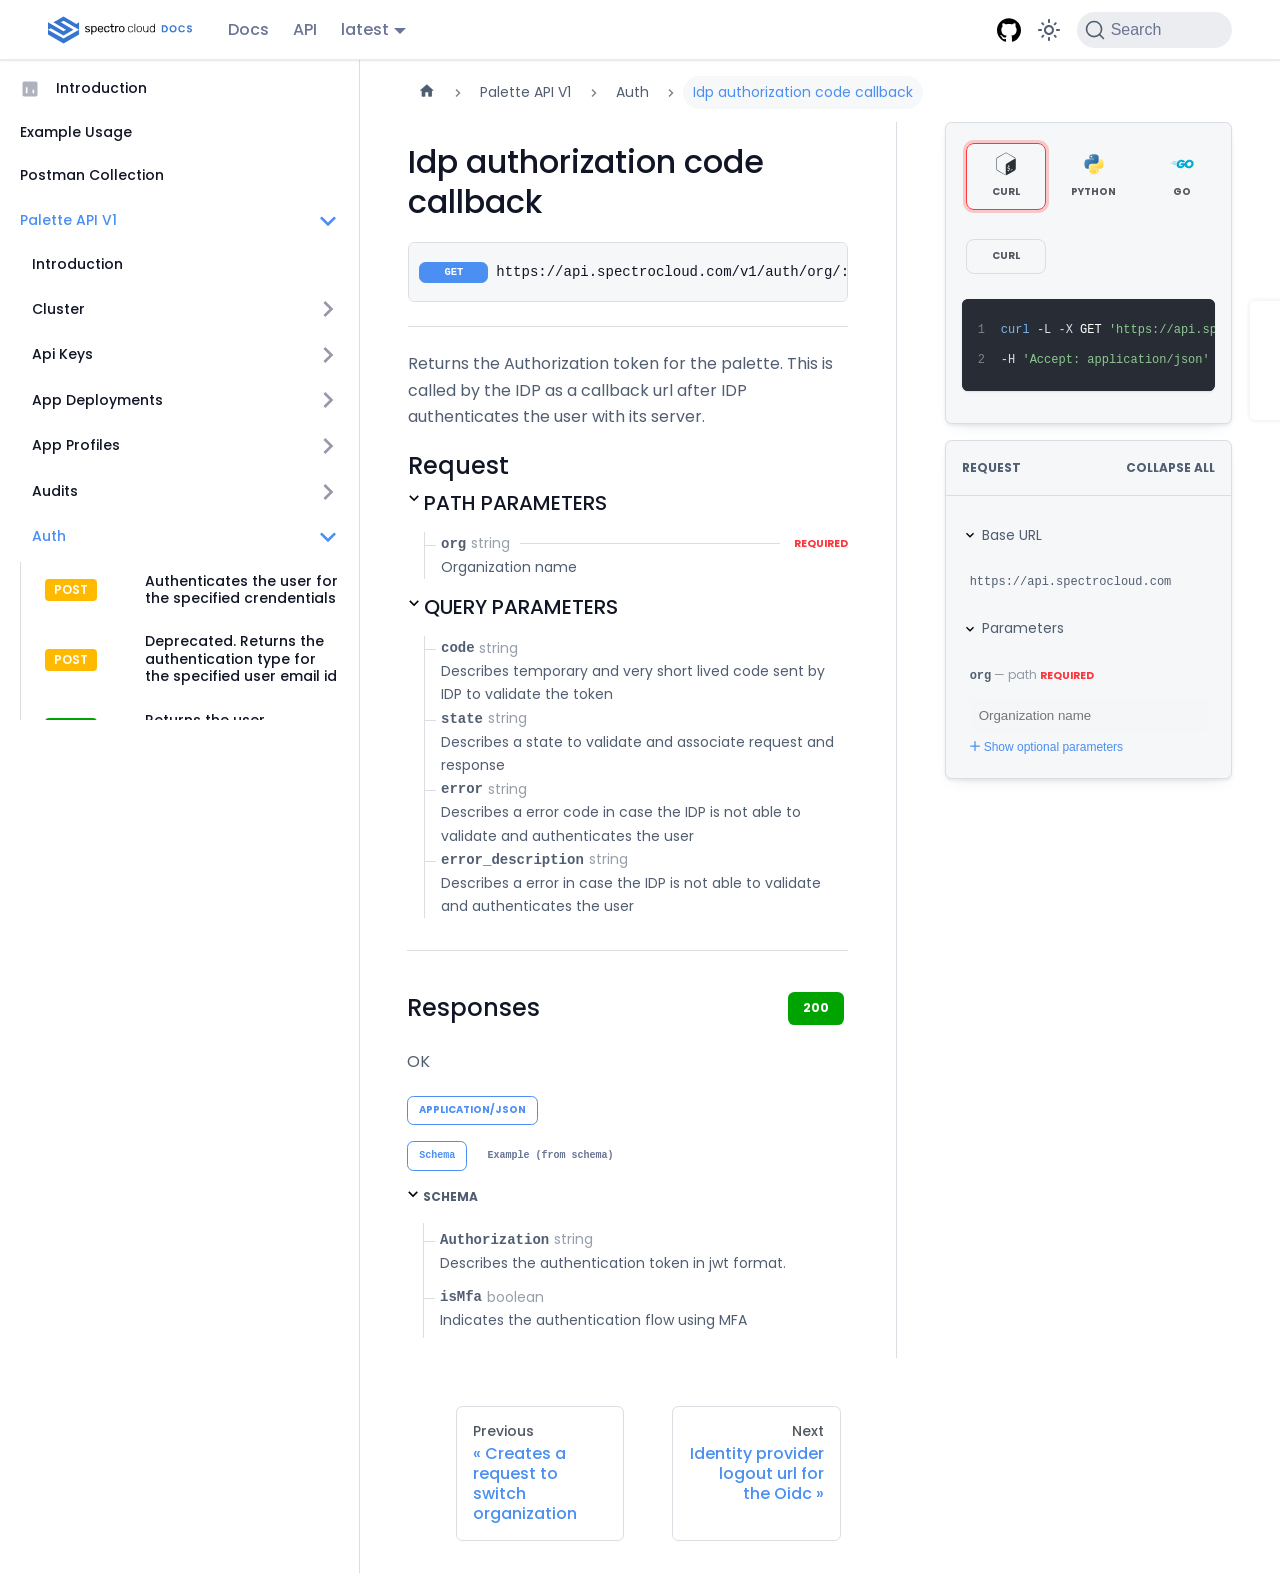 spectro cloud DOCS
Docs
API
latest
Search
Introduction
Example Usage
Postman Collection
Palette API V1
Introduction
Cluster
Api Keys
App Deployments
App Profiles
Audits
Auth
POST
Authenticates the user for
the specified crendentials
POST
Deprecated. Returns the
authentication type for
the specified user email id
Returns the user
Palette API V1
Auth
Idp authorization code callback
Idp authorization code
callback
GET
https://api.spectrocloud.com/v1/auth/org/:
Returns the Authorization token for the palette. This is
called by the IDP as a callback url after IDP
authenticates the user with its server.
Request
PATH PARAMETERS
org string
REQUIRED
Organization name
QUERY PARAMETERS
code string
Describes temporary and very short lived code sent by
IDP to validate the token
state string
Describes a state to validate and associate request and
response
error string
Describes a error code in case the IDP is not able to
validate and authenticates the user
error_description string
Describes a error in case the IDP is not able to validate
and authenticates the user
Responses
200
OK
APPLICATION/JSON
Schema
Example (from schema)
SCHEMA
Authorization string
Describes the authentication token in jwt format.
isMfa boolean
Indicates the authentication flow using MFA
Previous
« Creates a
request to
switch
organization
Next
Identity provider
logout url for
the Oidc »
CURL
PYTHON
GO
CURL
1 curl -L -X GET 'https://api.sp
2 -H 'Accept: application/json'
REQUEST
COLLAPSE ALL
Base URL
https://api.spectrocloud.com
Parameters
org — path REQUIRED
Organization name
Show optional parameters